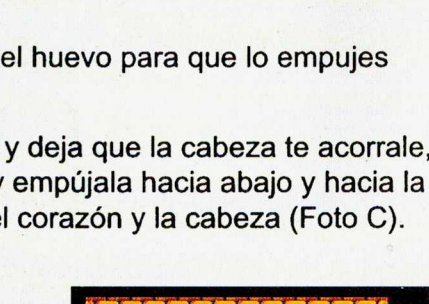 el huevo para que lo empujes
y deja que la cabeza te acorrale,
y empújala hacia abajo y hacia la
el corazón y la cabeza (Foto C).